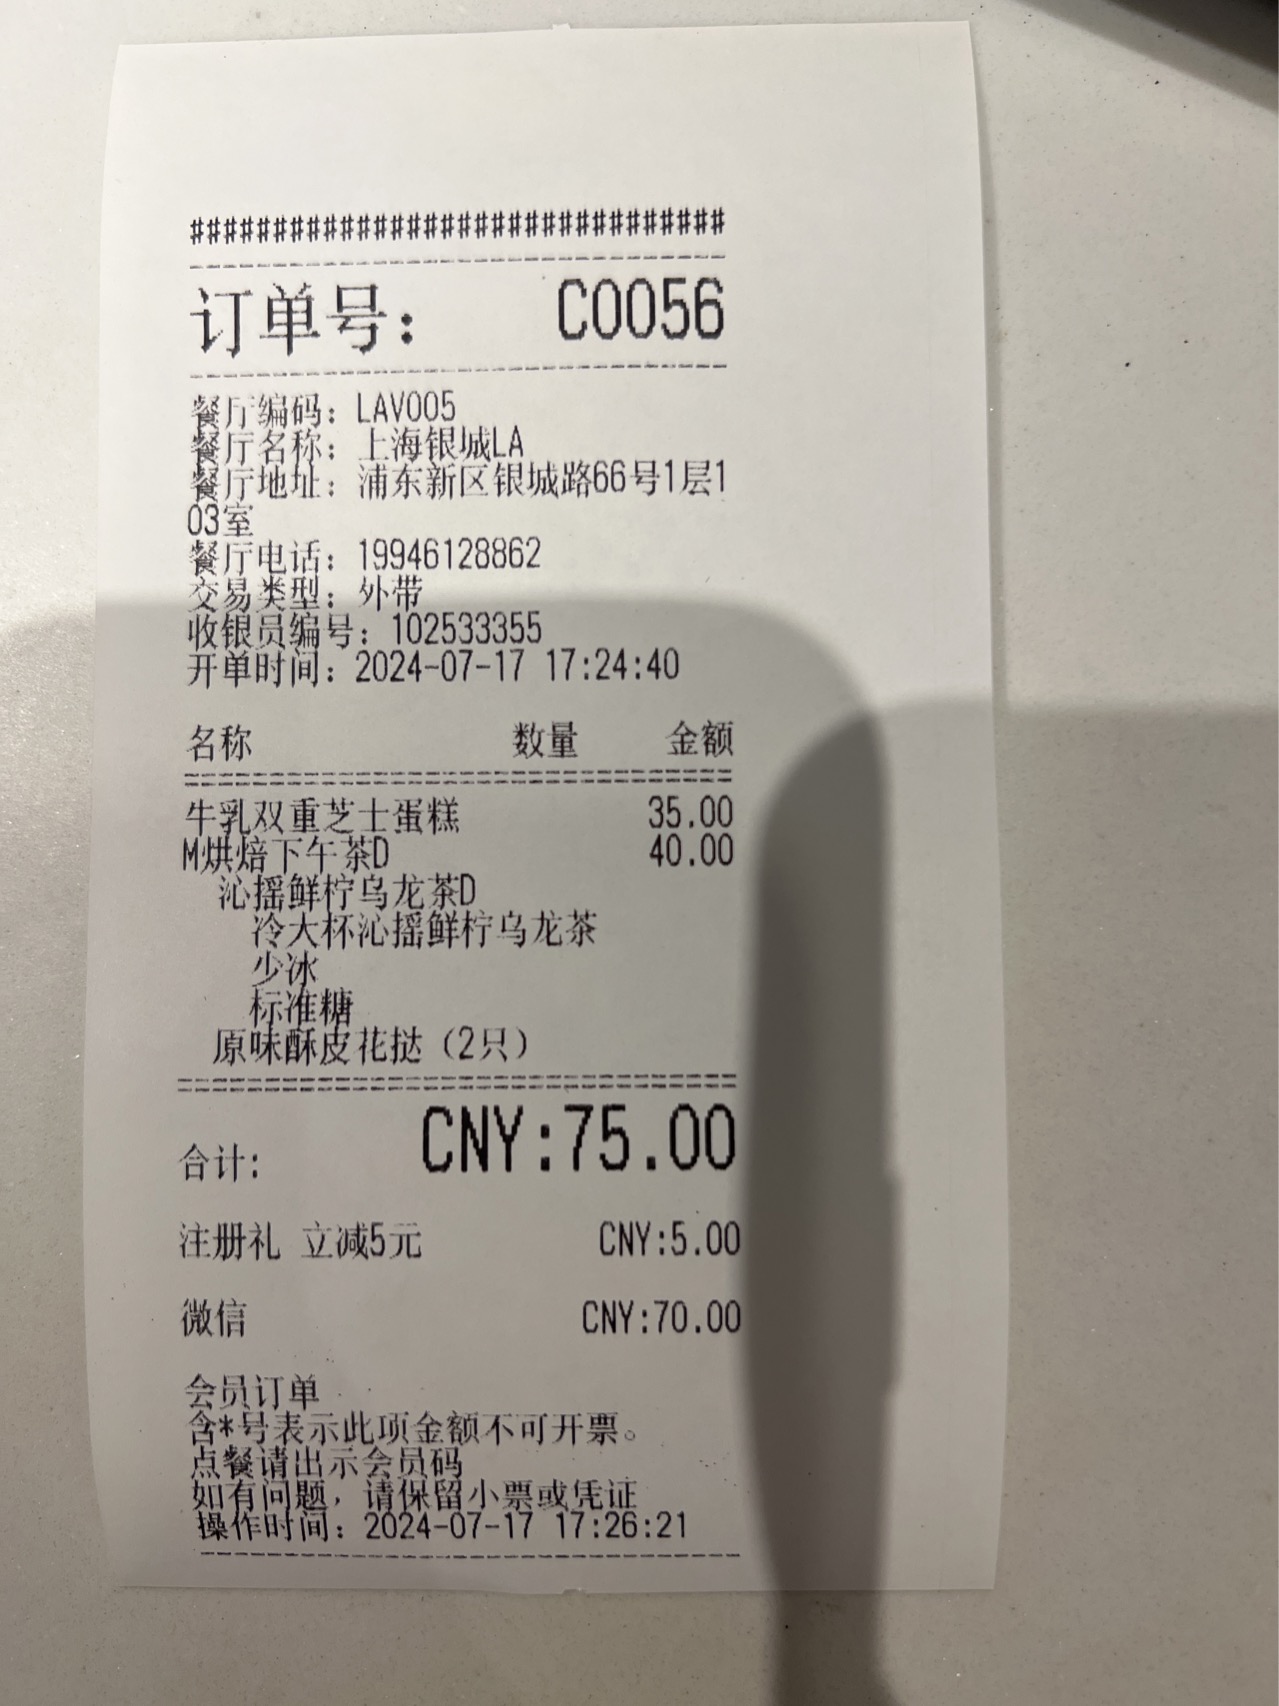 ################################
订单号： C0056
餐厅编码：LAV005
餐厅名称：上海银城LA
餐厅地址：浦东新区银城路66号1层1
03室
餐厅电话：19946128862
交易类型：外带
收银员编号：102533355
开单时间：2024-07-17 17:24:40
名称 数量 金额
牛乳双重芝士蛋糕 35.00
M烘焙下午茶D 40.00
沁摇鲜柠乌龙茶D
冷大杯沁摇鲜柠乌龙茶
少冰
标准糖
原味酥皮花挞（2只）
合计: CNY:75.00
注册礼 立减5元 CNY:5.00
微信 CNY:70.00
会员订单
含*号表示此项金额不可开票。
点餐请出示会员码
如有问题，请保留小票或凭证
操作时间：2024-07-17 17:26:21